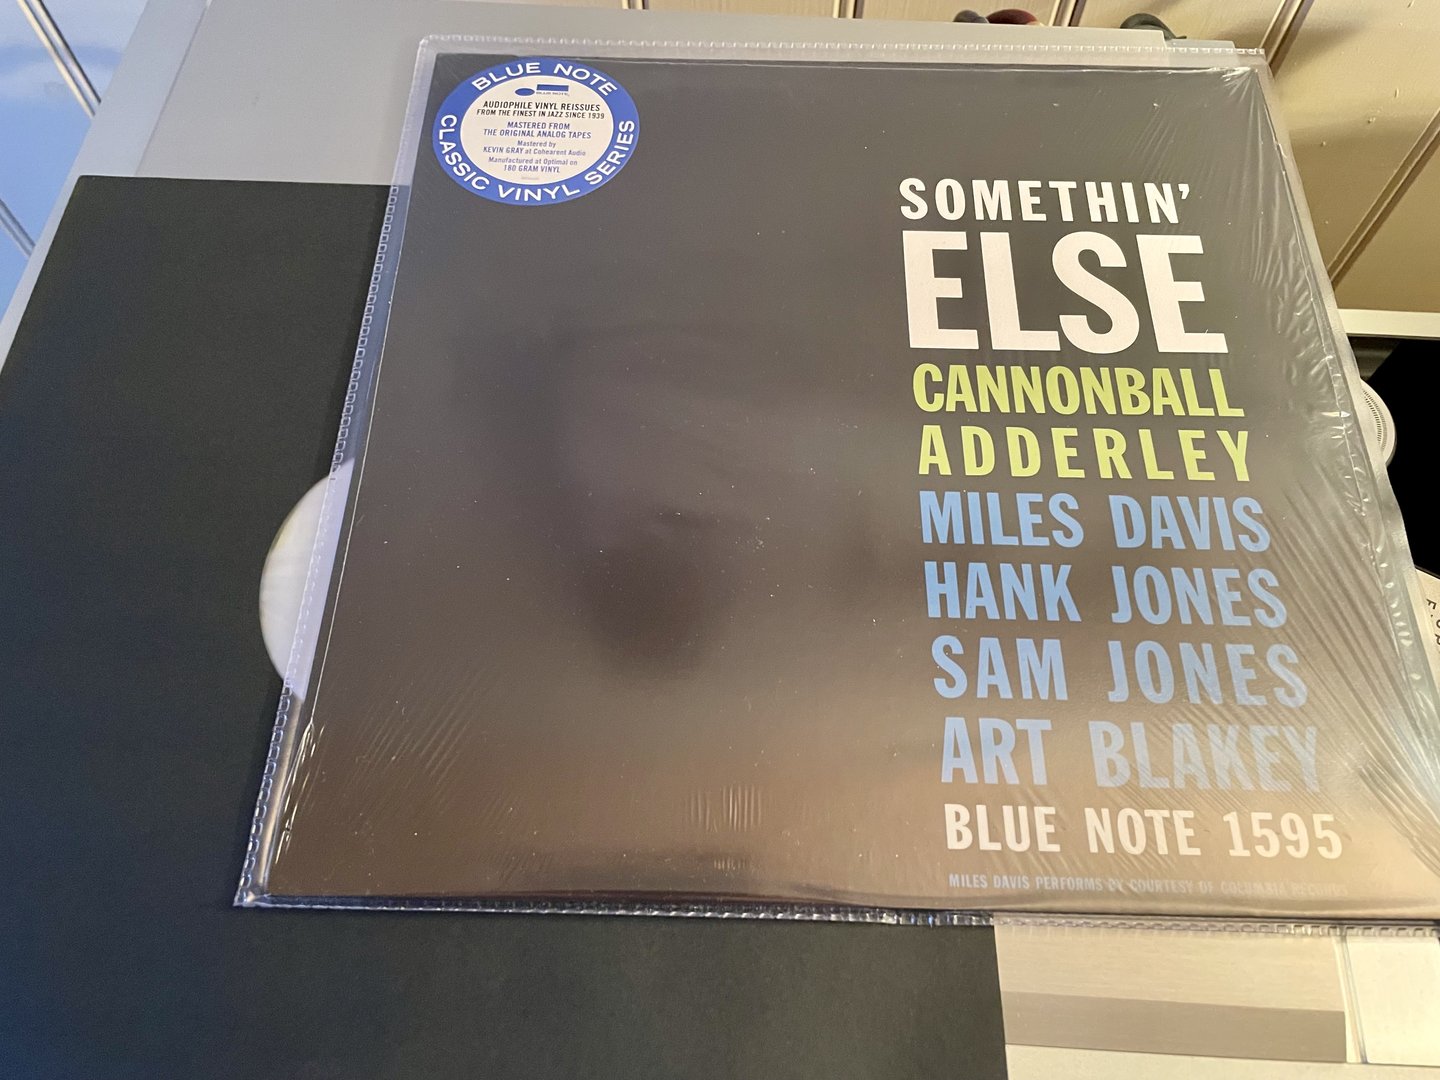 BLUE NOTE
BLUE NOTE
AUDIOPHILE VINYL REISSUES
FROM THE FINEST IN JAZZ SINCE 1939
MASTERED FROM
THE ORIGINAL ANALOG TAPES
Mastered by
KEVIN GRAY at Cohearent Audio
Manufactured at Optimal on
180 GRAM VINYL
CLASSIC VINYL SERIES
SOMETHIN'
ELSE
CANNONBALL
ADDERLEY
MILES DAVIS
HANK JONES
SAM JONES
ART BLAKEY
BLUE NOTE 1595
MILES DAVIS PERFORMS BY COURTESY OF COLUMBIA RECORDS